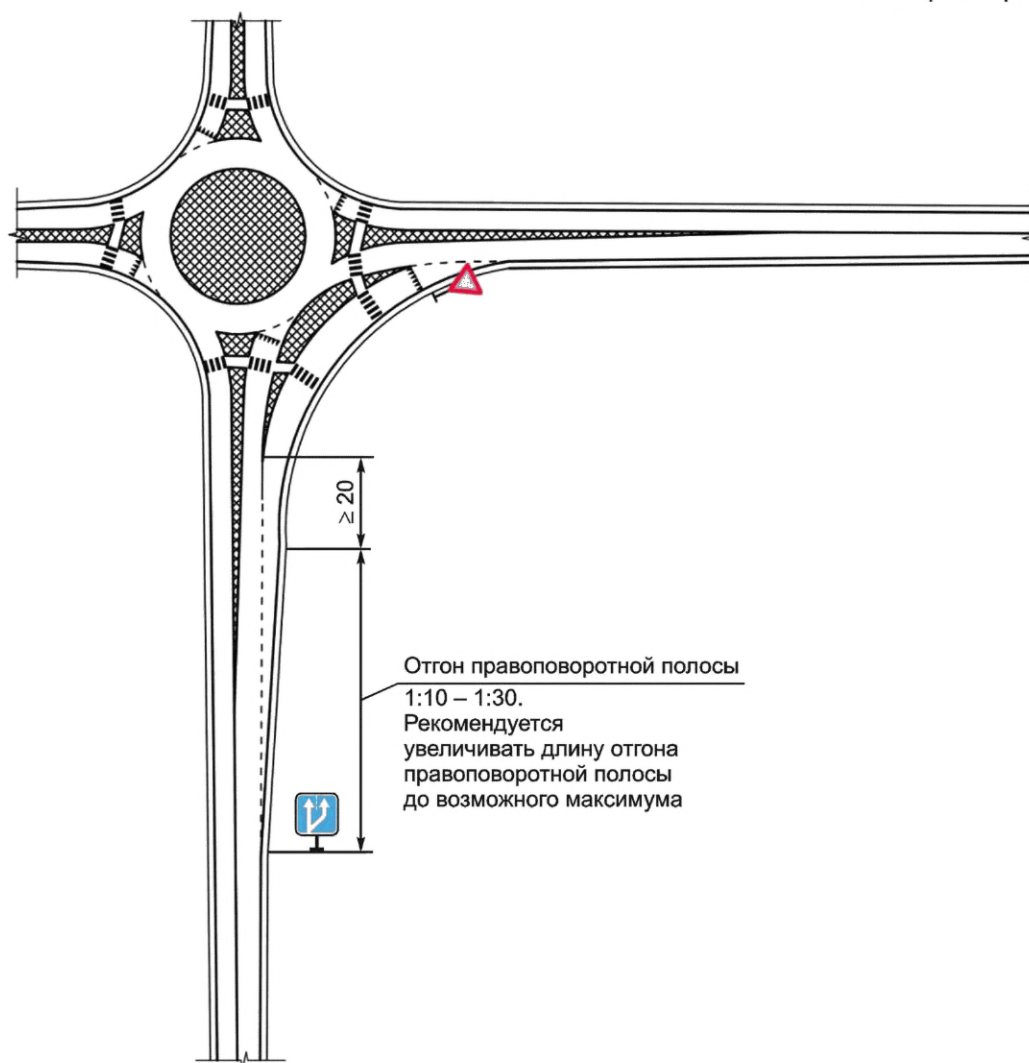 ≥ 20
Отгон правоповоротной полосы
1:10 – 1:30.
Рекомендуется
увеличивать длину отгона
правоповоротной полосы
до возможного максимума